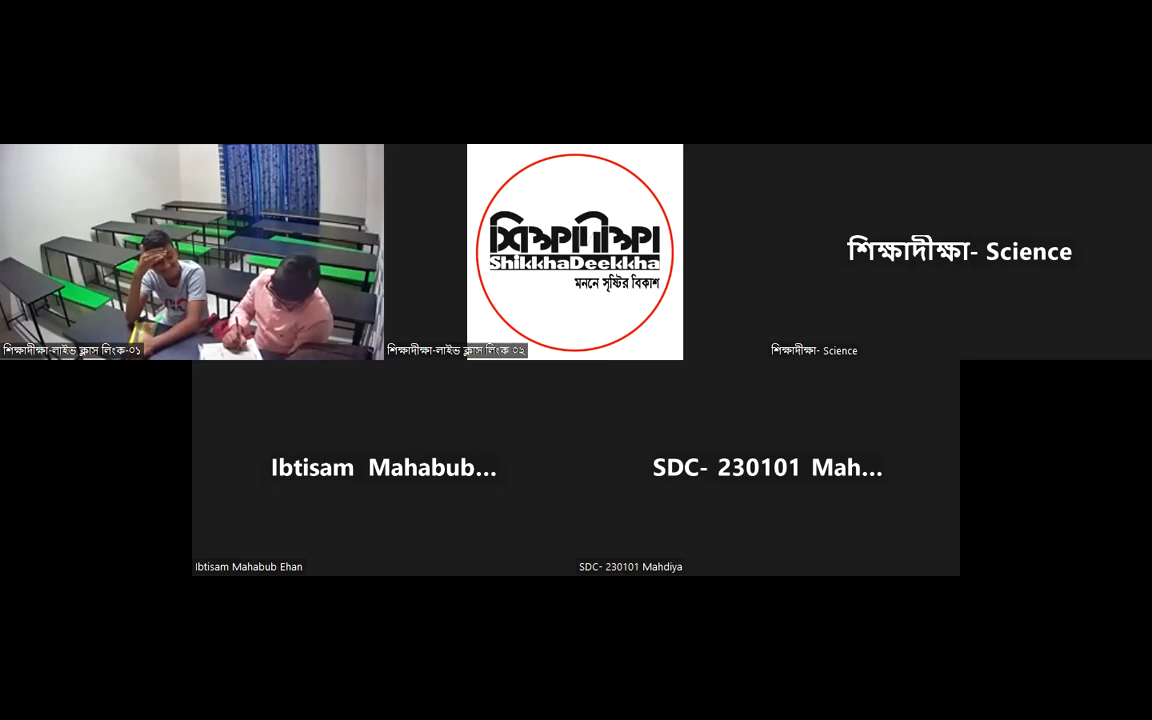 শিক্ষাদীক্ষা
ShikkhaDeekkha
মননে সৃষ্টির বিকাশ
শিক্ষাদীক্ষা- Science
শিক্ষাদীক্ষা-লাইভ ক্লাস লিংক-০১
শিক্ষাদীক্ষা-লাইভ ক্লাস লিংক ০২
শিক্ষাদীক্ষা- Science
Ibtisam Mahabub...
SDC- 230101 Mah...
Ibtisam Mahabub Ehan
SDC- 230101 Mahdiya